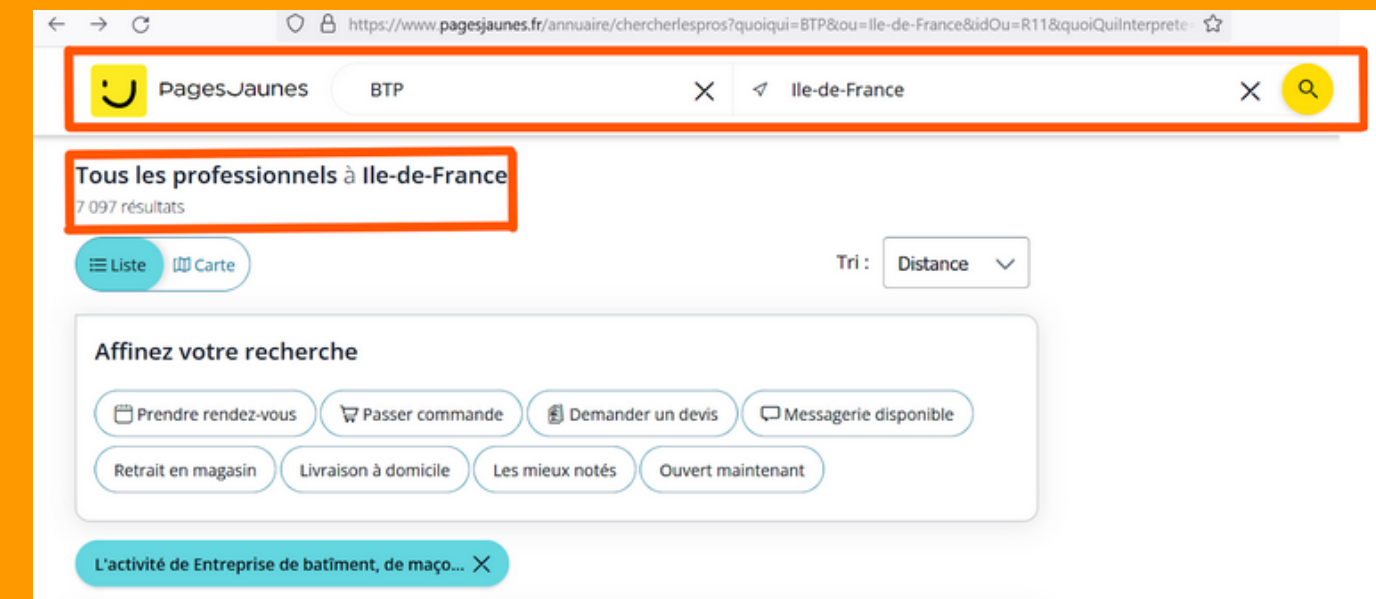 https://www.pagesjaunes.fr/annuaire/chercherlespros?quoiqui=BTP&ou=Ile-de-France&idOu=R11&quoiQuiInterprete
PagesJaunes BTP Ile-de-France
Tous les professionnels à Ile-de-France
7 097 résultats
Liste Carte Tri : Distance
Affinez votre recherche
Prendre rendez-vous Passer commande Demander un devis Messagerie disponible
Retrait en magasin Livraison à domicile Les mieux notés Ouvert maintenant
L'activité de Entreprise de batîment, de maço...